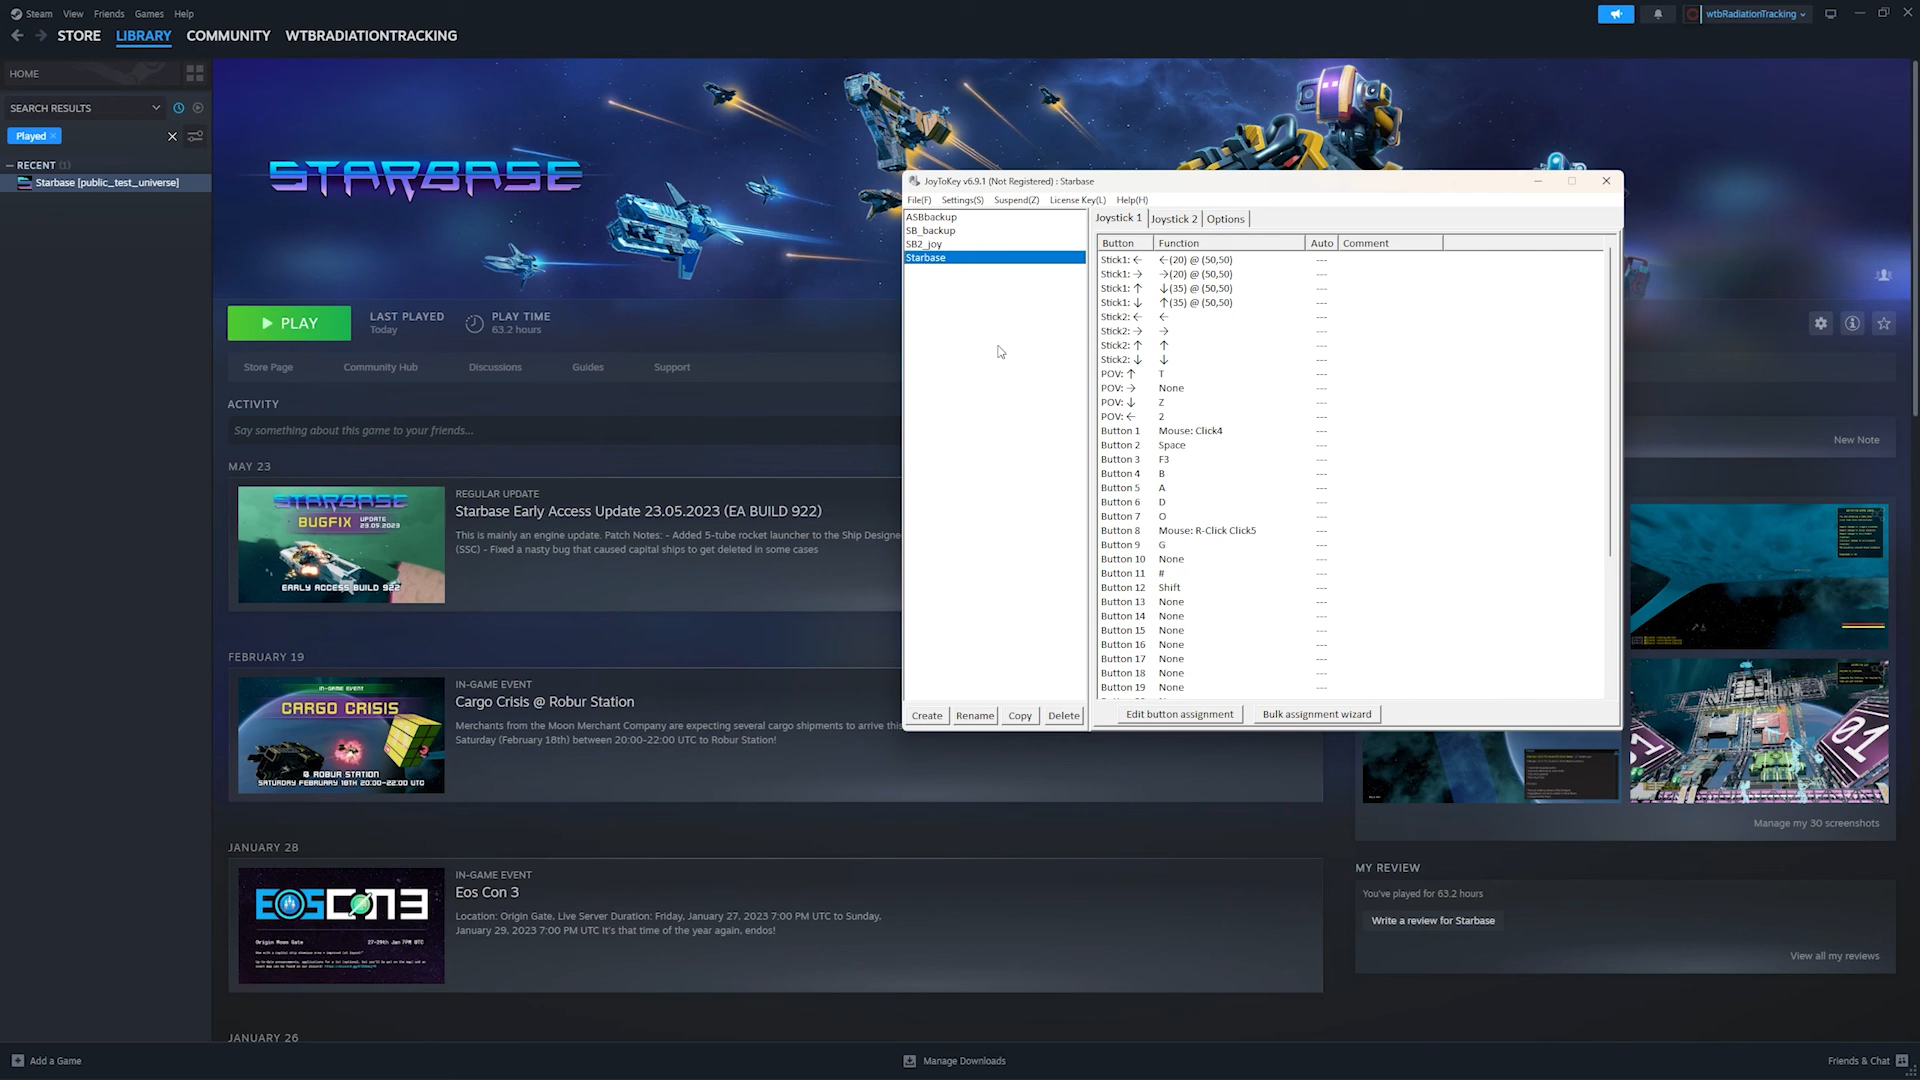 Steam View Friends Games Help
wtbRadiationTracking
STORE LIBRARY COMMUNITY WTBRADIATIONTRACKING
HOME
SEARCH RESULTS
Played ×
— RECENT (1)
Starbase [public_test_universe]
STARBASE
PLAY
LAST PLAYED
Today
PLAY TIME
63.2 hours
Store Page Community Hub Discussions Guides Support
ACTIVITY
Say something about this game to your friends...
MAY 23
STARBASE
BUGFIX UPDATE 23.05.2023
EARLY ACCESS BUILD 922
REGULAR UPDATE
Starbase Early Access Update 23.05.2023 (EA BUILD 922)
This is mainly an engine update. Patch Notes: - Added 5-tube rocket launcher to the Ship Designe
(SSC) - Fixed a nasty bug that caused capital ships to get deleted in some cases
FEBRUARY 19
IN-GAME EVENT
CARGO CRISIS
@ ROBUR STATION
SATURDAY FEBRUARY 18TH 20:00-22:00 UTC
IN-GAME EVENT
Cargo Crisis @ Robur Station
Merchants from the Moon Merchant Company are expecting several cargo shipments to arrive this
Saturday (February 18th) between 20:00-22:00 UTC to Robur Station!
JANUARY 28
EOSCON3
Origin Moon Gate 27-29th Jan 7PM UTC
IN-GAME EVENT
Eos Con 3
Location: Origin Gate, Live Server Duration: Friday, January 27, 2023 7:00 PM UTC to Sunday,
January 29, 2023 7:00 PM UTC It's that time of the year again, endos!
JANUARY 26
JoyToKey v6.9.1 (Not Registered) : Starbase
File(F) Settings(S) Suspend(Z) License Key(L) Help(H)
ASBbackup
SB_backup
SB2_joy
Starbase
Create Rename Copy Delete
Joystick 1 Joystick 2 Options
Button Function Auto Comment
Stick1: ← ←(20) @ (50,50) ---
Stick1: → →(20) @ (50,50) ---
Stick1: ↑ ↓(35) @ (50,50) ---
Stick1: ↓ ↑(35) @ (50,50) ---
Stick2: ← ← ---
Stick2: → → ---
Stick2: ↑ ↑ ---
Stick2: ↓ ↓ ---
POV: ↑ T ---
POV: → None ---
POV: ↓ Z ---
POV: ← 2 ---
Button 1 Mouse: Click4 ---
Button 2 Space ---
Button 3 F3 ---
Button 4 B ---
Button 5 A ---
Button 6 D ---
Button 7 O ---
Button 8 Mouse: R-Click Click5 ---
Button 9 G ---
Button 10 None ---
Button 11 # ---
Button 12 Shift ---
Button 13 None ---
Button 14 None ---
Button 15 None ---
Button 16 None ---
Button 17 None ---
Button 18 None ---
Button 19 None ---
Edit button assignment Bulk assignment wizard
New Note
01
Manage my 30 screenshots
MY REVIEW
You've played for 63.2 hours
Write a review for Starbase
View all my reviews
Add a Game
Manage Downloads
Friends & Chat